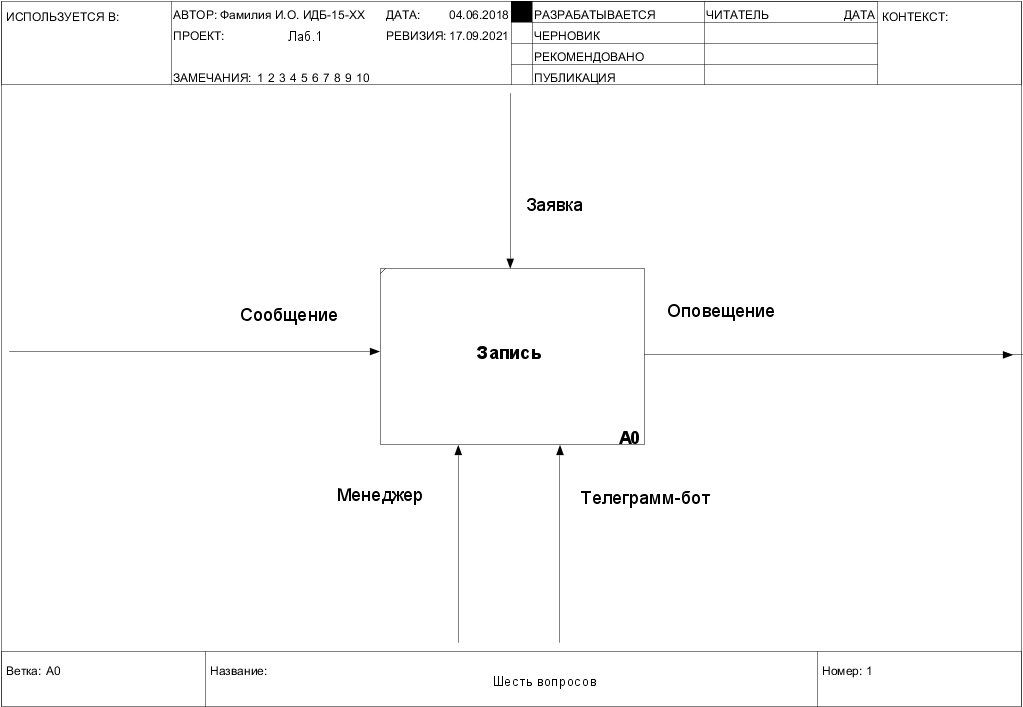 ИСПОЛЬЗУЕТСЯ В:
АВТОР: Фамилия И.О. ИДБ-15-XX ДАТА: 04.06.2018
ПРОЕКТ: Лаб.1 РЕВИЗИЯ: 17.09.2021
ЗАМЕЧАНИЯ: 1 2 3 4 5 6 7 8 9 10
РАЗРАБАТЫВАЕТСЯ
ЧЕРНОВИК
РЕКОМЕНДОВАНО
ПУБЛИКАЦИЯ
ЧИТАТЕЛЬ ДАТА
КОНТЕКСТ:
Заявка
Сообщение
Оповещение
Запись
A0
Менеджер
Телеграмм-бот
Ветка: A0
Название:
Шесть вопросов
Номер: 1